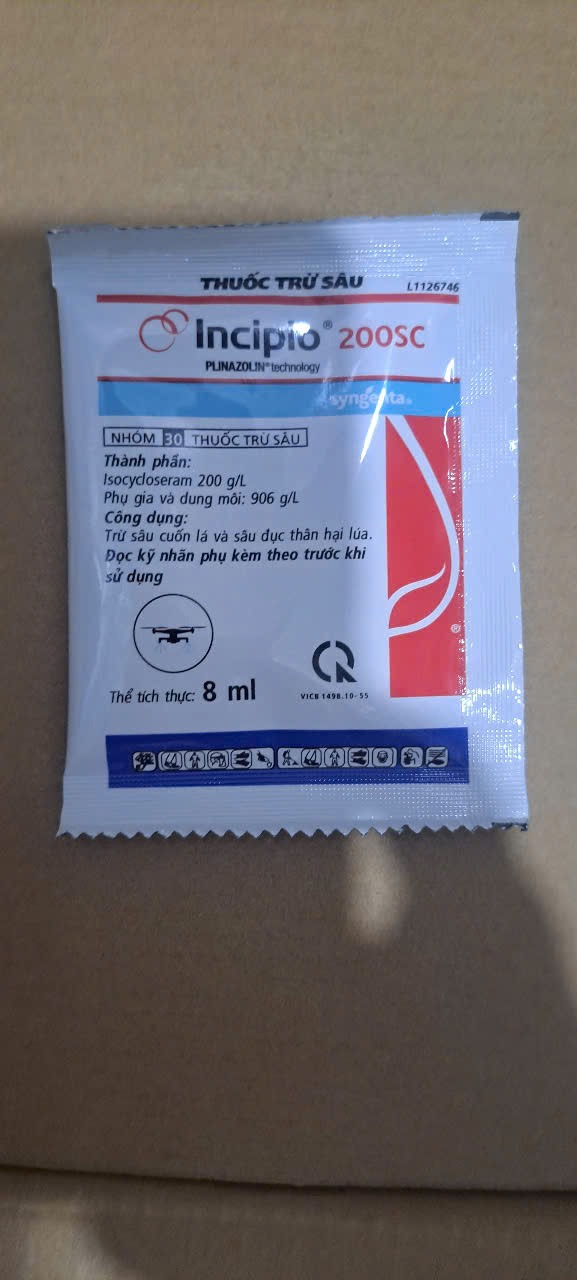 THUỐC TRỪ SÂU
L1126746
Incipio® 200SC
PLINAZOLIN® technology
syngenta®
NHÓM 30 THUỐC TRỪ SÂU
Thành phần:
Isocycloseram 200 g/L
Phụ gia và dung môi: 906 g/L
Công dụng:
Trừ sâu cuốn lá và sâu đục thân hại lúa.
Đọc kỹ nhãn phụ kèm theo trước khi
sử dụng
®
Thể tích thực: 8 ml
VICB 1498.10-55